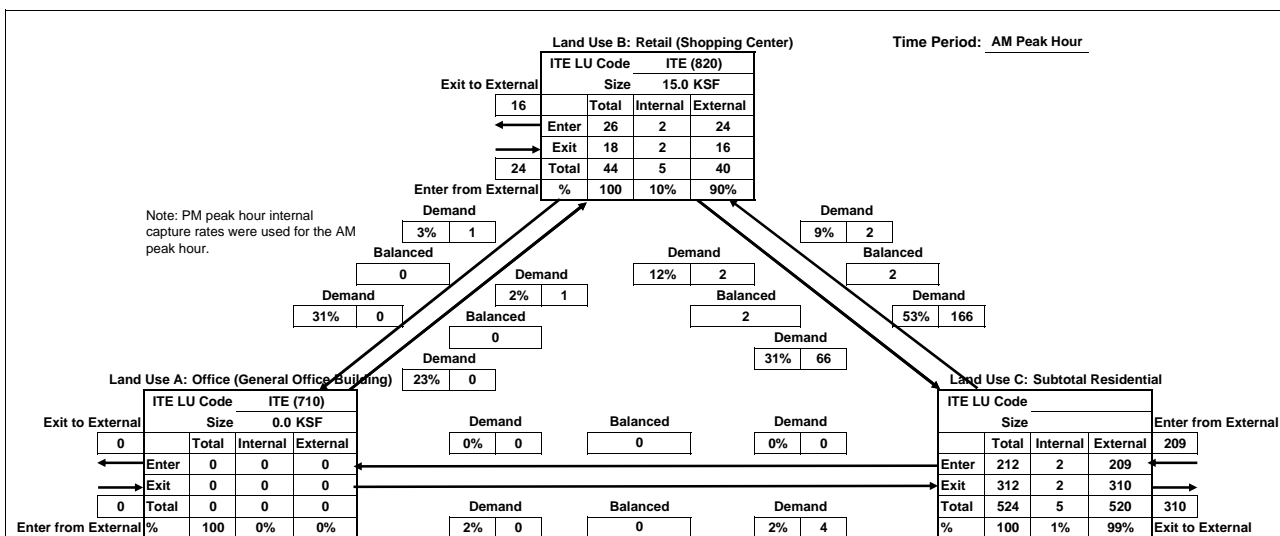 Land Use B: Retail (Shopping Center)
Time Period: AM Peak Hour
ITE LU Code ITE (820)
Exit to External Size 15.0 KSF
16 Total Internal External
Enter 26 2 24
Exit 18 2 16
24 Total 44 5 40
Enter from External % 100 10% 90%
Note: PM peak hour internal
capture rates were used for the AM
peak hour.
Demand
3% 1
Balanced
0
Demand
31% 0
Demand
2% 1
Balanced
0
Demand
23% 0
Demand
12% 2
Balanced
2
Demand
31% 66
Demand
9% 2
Balanced
2
Demand
53% 166
Land Use A: Office (General Office Building)
ITE LU Code ITE (710)
Exit to External Size 0.0 KSF
0 Total Internal External
Enter 0 0 0
Exit 0 0 0
0 Total 0 0 0
Enter from External % 100 0% 0%
Demand Balanced Demand
0% 0 0 0% 0
Demand Balanced Demand
2% 0 0 2% 4
Land Use C: Subtotal Residential
ITE LU Code
Size Enter from External
Total Internal External 209
Enter 212 2 209
Exit 312 2 310
Total 524 5 520 310
% 100 1% 99% Exit to External